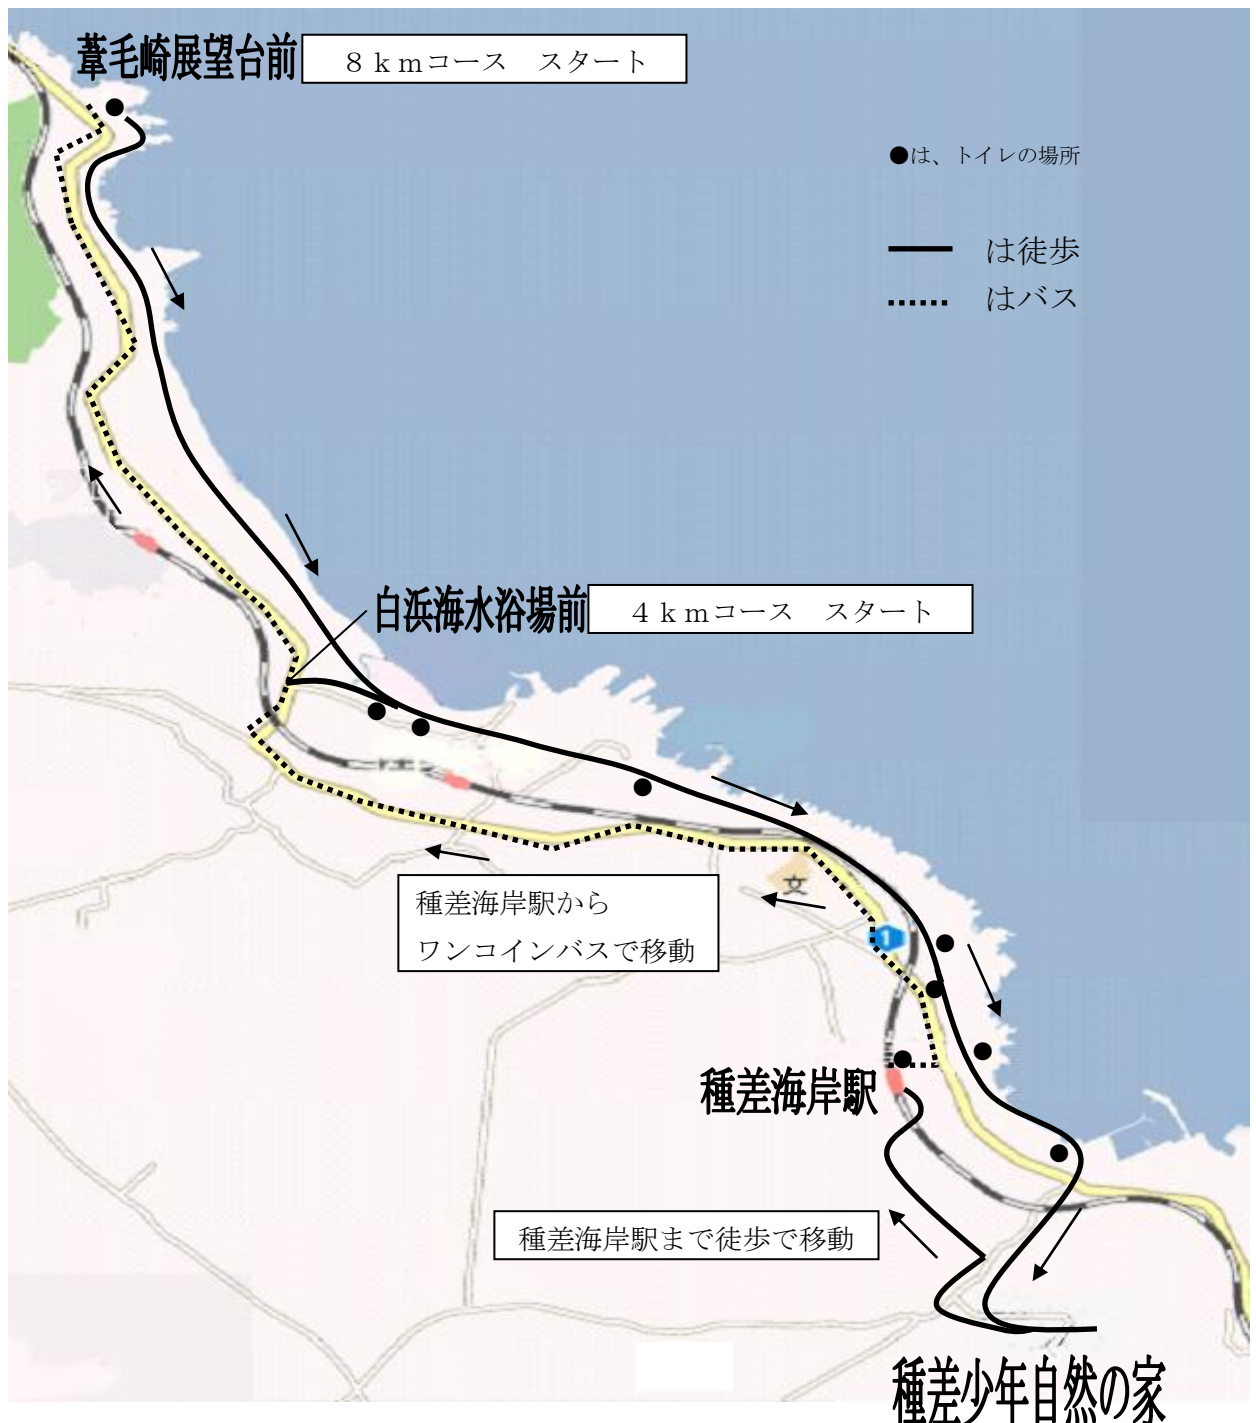 葦毛崎展望台前
８ｋｍコース　スタート
●は、トイレの場所
は徒歩
はバス
白浜海水浴場前
４ｋｍコース　スタート
文
種差海岸駅から
ワンコインバスで移動
1
種差海岸駅
種差海岸駅まで徒歩で移動
種差少年自然の家